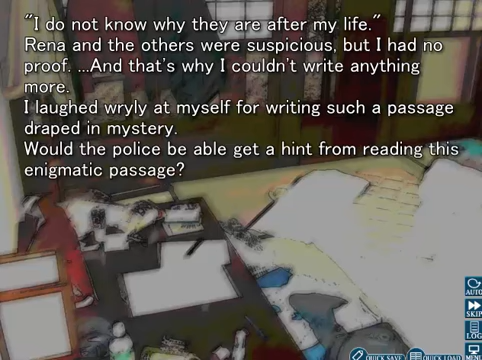 "I do not know why they are after my life."
Rena and the others were suspicious, but I had no
proof. ...And that's why I couldn't write anything
more.
I laughed wryly at myself for writing such a passage
draped in mystery.
Would the police be able get a hint from reading this
enigmatic passage?
AUTO
SKIP
LOG
QUICK SAVE
QUICK LOAD
MENU